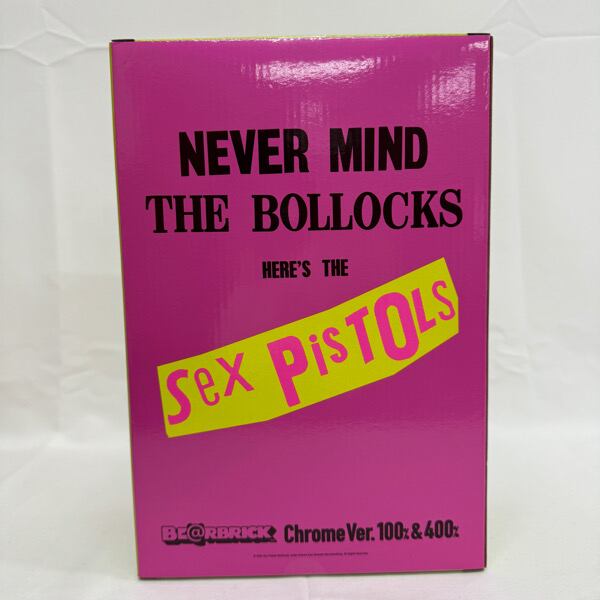 NEVER MIND
THE BOLLOCKS
HERE'S THE
Sex PisTOLs
BE@RBRICK Chrome Ver. 100% & 400%